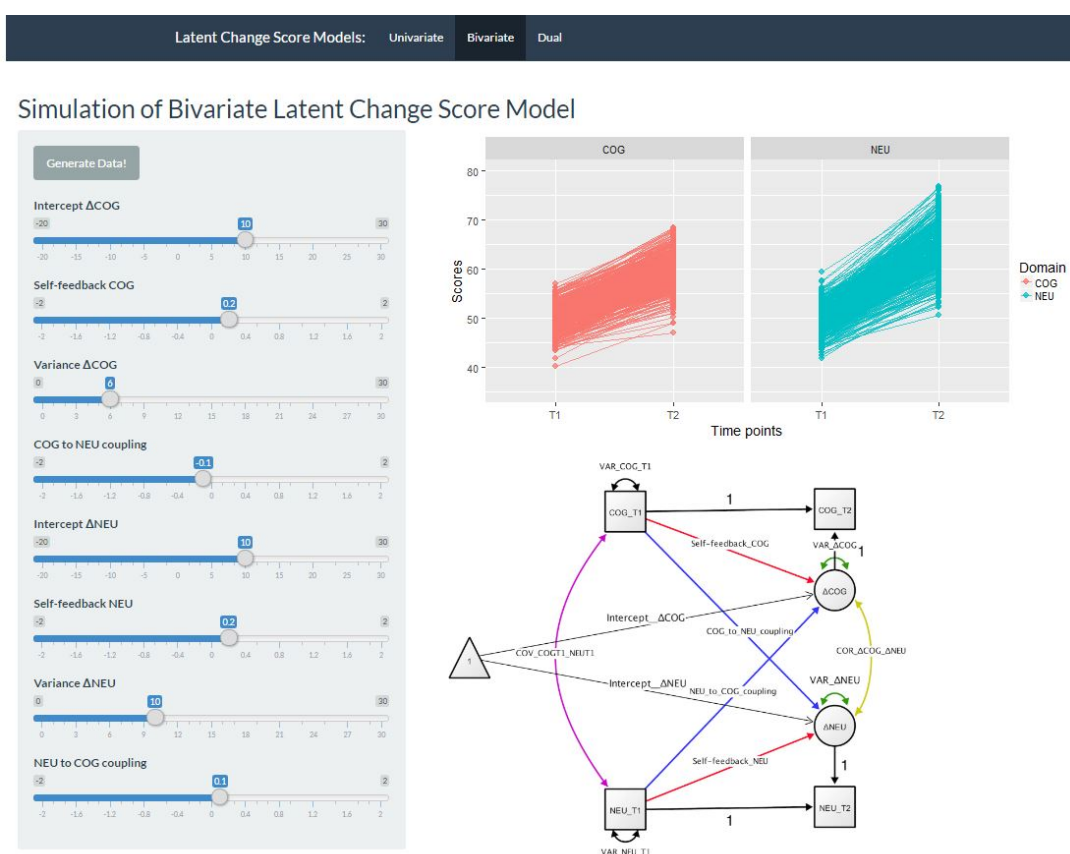 Latent Change Score Models: Univariate Bivariate Dual
Simulation of Bivariate Latent Change Score Model
Generate Data!
Intercept ΔCOG
-20 10 30
-20 -15 -10 -5 0 5 10 15 20 25 30
Self-feedback COG
-2 0.2 2
-2 -1.6 -1.2 -0.8 -0.4 0 0.4 0.8 1.2 1.6 2
Variance ΔCOG
0 6 30
0 3 6 9 12 15 18 21 24 27 30
COG to NEU coupling
-2 -0.1 2
-2 -1.6 -1.2 -0.8 -0.4 0 0.4 0.8 1.2 1.6 2
Intercept ΔNEU
-20 10 30
-20 -15 -10 -5 0 5 10 15 20 25 30
Self-feedback NEU
-2 0.2 2
-2 -1.6 -1.2 -0.8 -0.4 0 0.4 0.8 1.2 1.6 2
Variance ΔNEU
0 10 30
0 3 6 9 12 15 18 21 24 27 30
NEU to COG coupling
-2 0.1 2
-2 -1.6 -1.2 -0.8 -0.4 0 0.4 0.8 1.2 1.6 2
COG NEU
80
70
60
50
40
Scores
T1 T2 T1 T2
Time points
Domain
COG
NEU
VAR_COG_T1
COG_T1 1 COG_T2
Self-feedback_COG VAR_ΔCOG 1
ΔCOG
Intercept__ΔCOG
COG_to_NEU_coupling
1 COV_COGT1_NEUT1 COR_ΔCOG_ΔNEU
Intercept__ΔNEU NEU_to_COG_coupling VAR_ΔNEU
ΔNEU
Self-feedback_NEU 1
NEU_T1 1 NEU_T2
VAR_NEU_T1